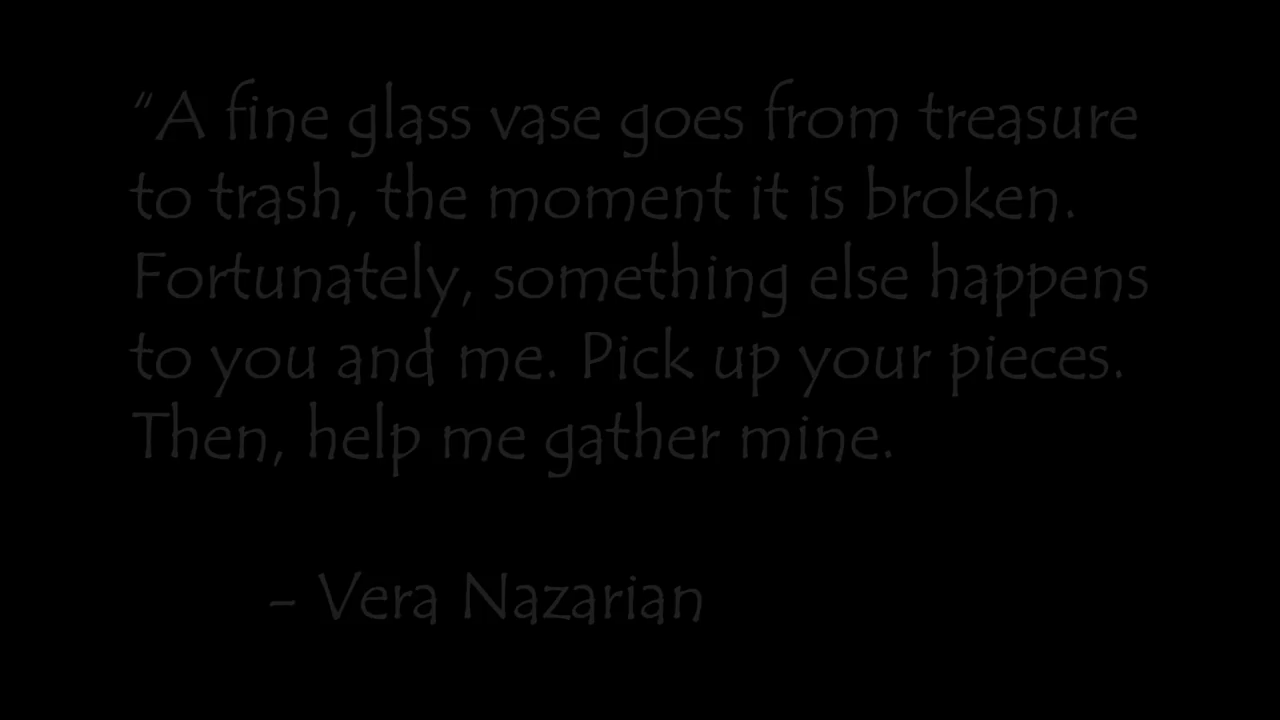 “A fine glass vase goes from treasure
to trash, the moment it is broken.
Fortunately, something else happens
to you and me. Pick up your pieces.
Then, help me gather mine.
- Vera Nazarian